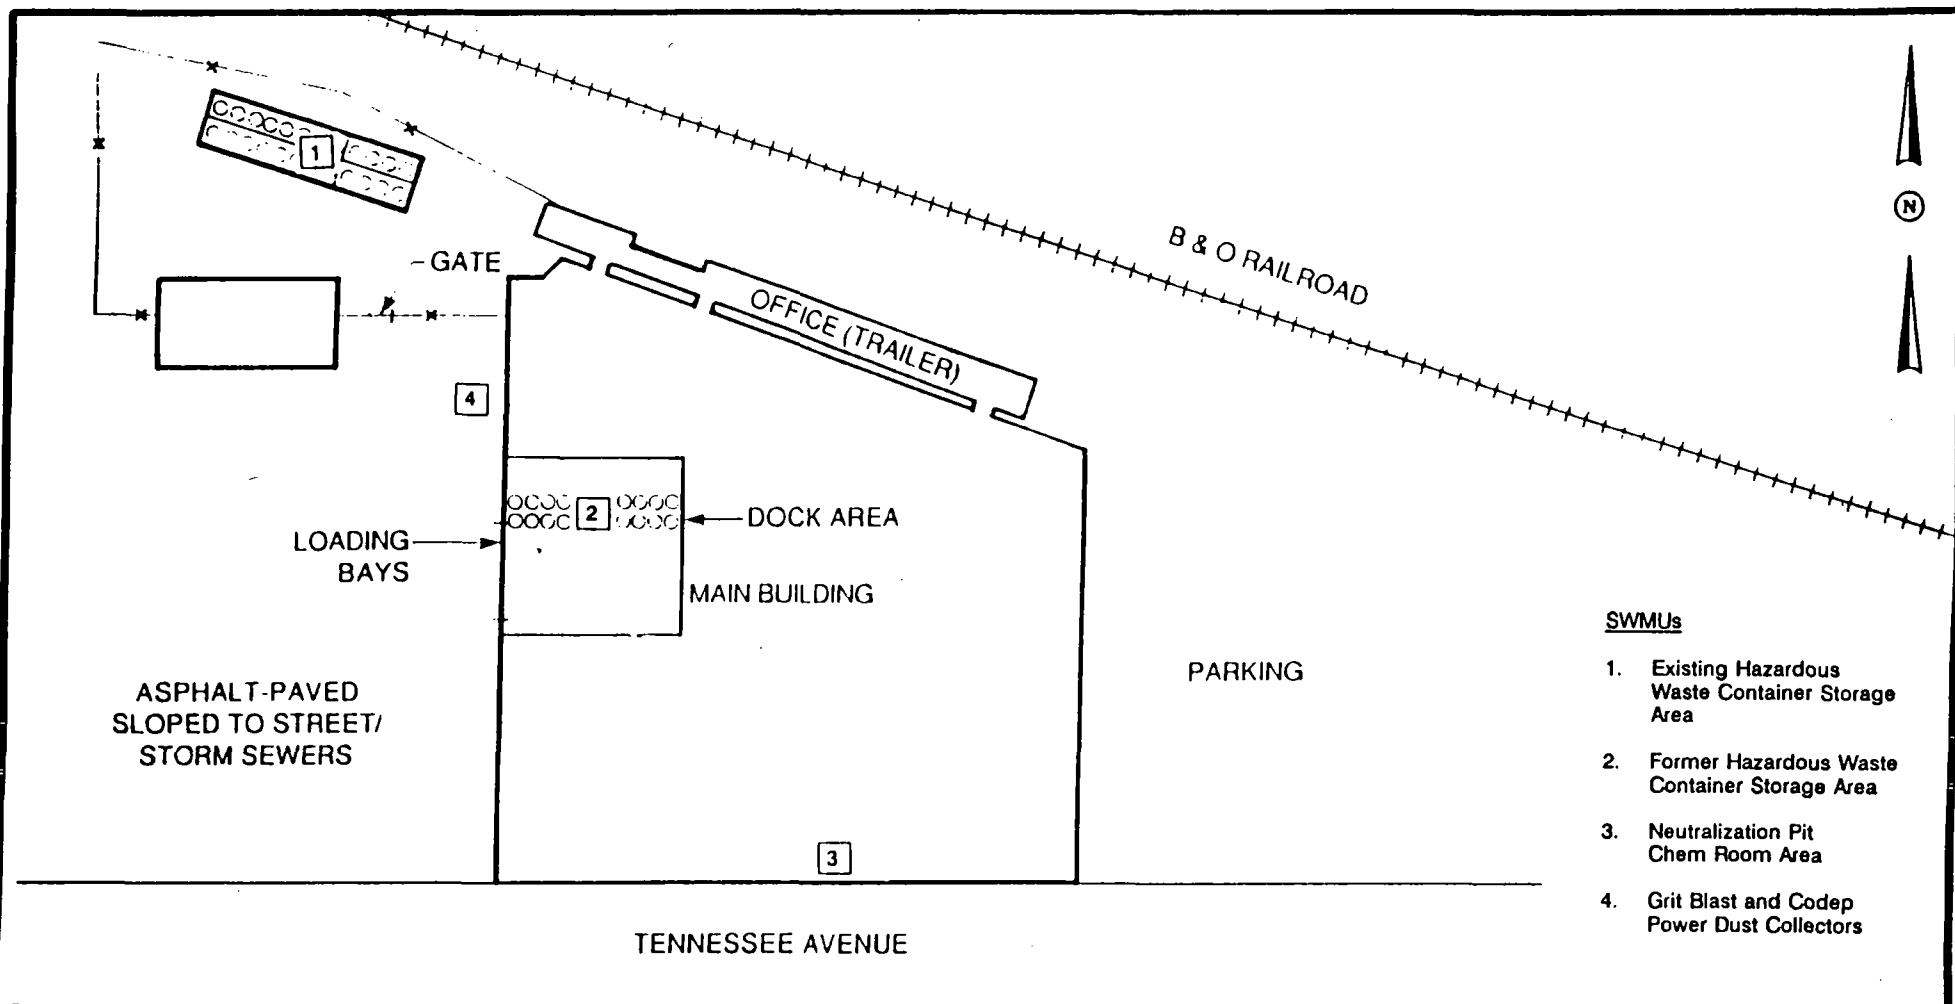 1
N
B & O RAILROAD
GATE
OFFICE (TRAILER)
4
2
DOCK AREA
LOADING
BAYS
MAIN BUILDING
ASPHALT-PAVED
SLOPED TO STREET/
STORM SEWERS
PARKING
3
TENNESSEE AVENUE
SWMUs
1. Existing Hazardous
Waste Container Storage
Area
2. Former Hazardous Waste
Container Storage Area
3. Neutralization Pit
Chem Room Area
4. Grit Blast and Codep
Power Dust Collectors